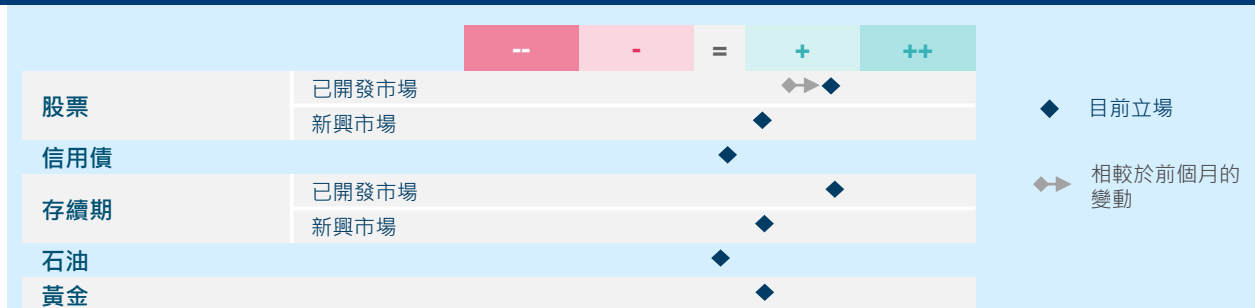 -- - = + ++
股票
已開發市場
新興市場
信用債
存續期
已開發市場
新興市場
石油
黃金
目前立場
相較於前個月的
變動